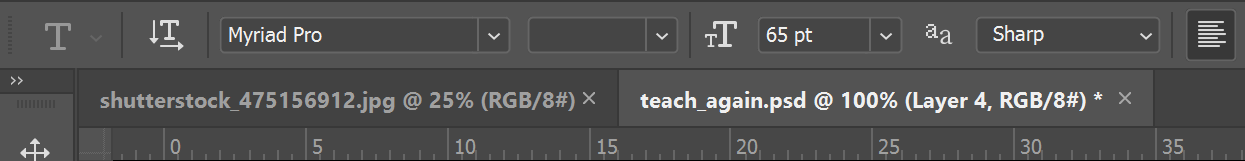 Myriad Pro 65 pt Sharp
shutterstock_475156912.jpg @ 25% (RGB/8#) × teach_again.psd @ 100% (Layer 4, RGB/8#) * ×
0 5 10 15 20 25 30 35